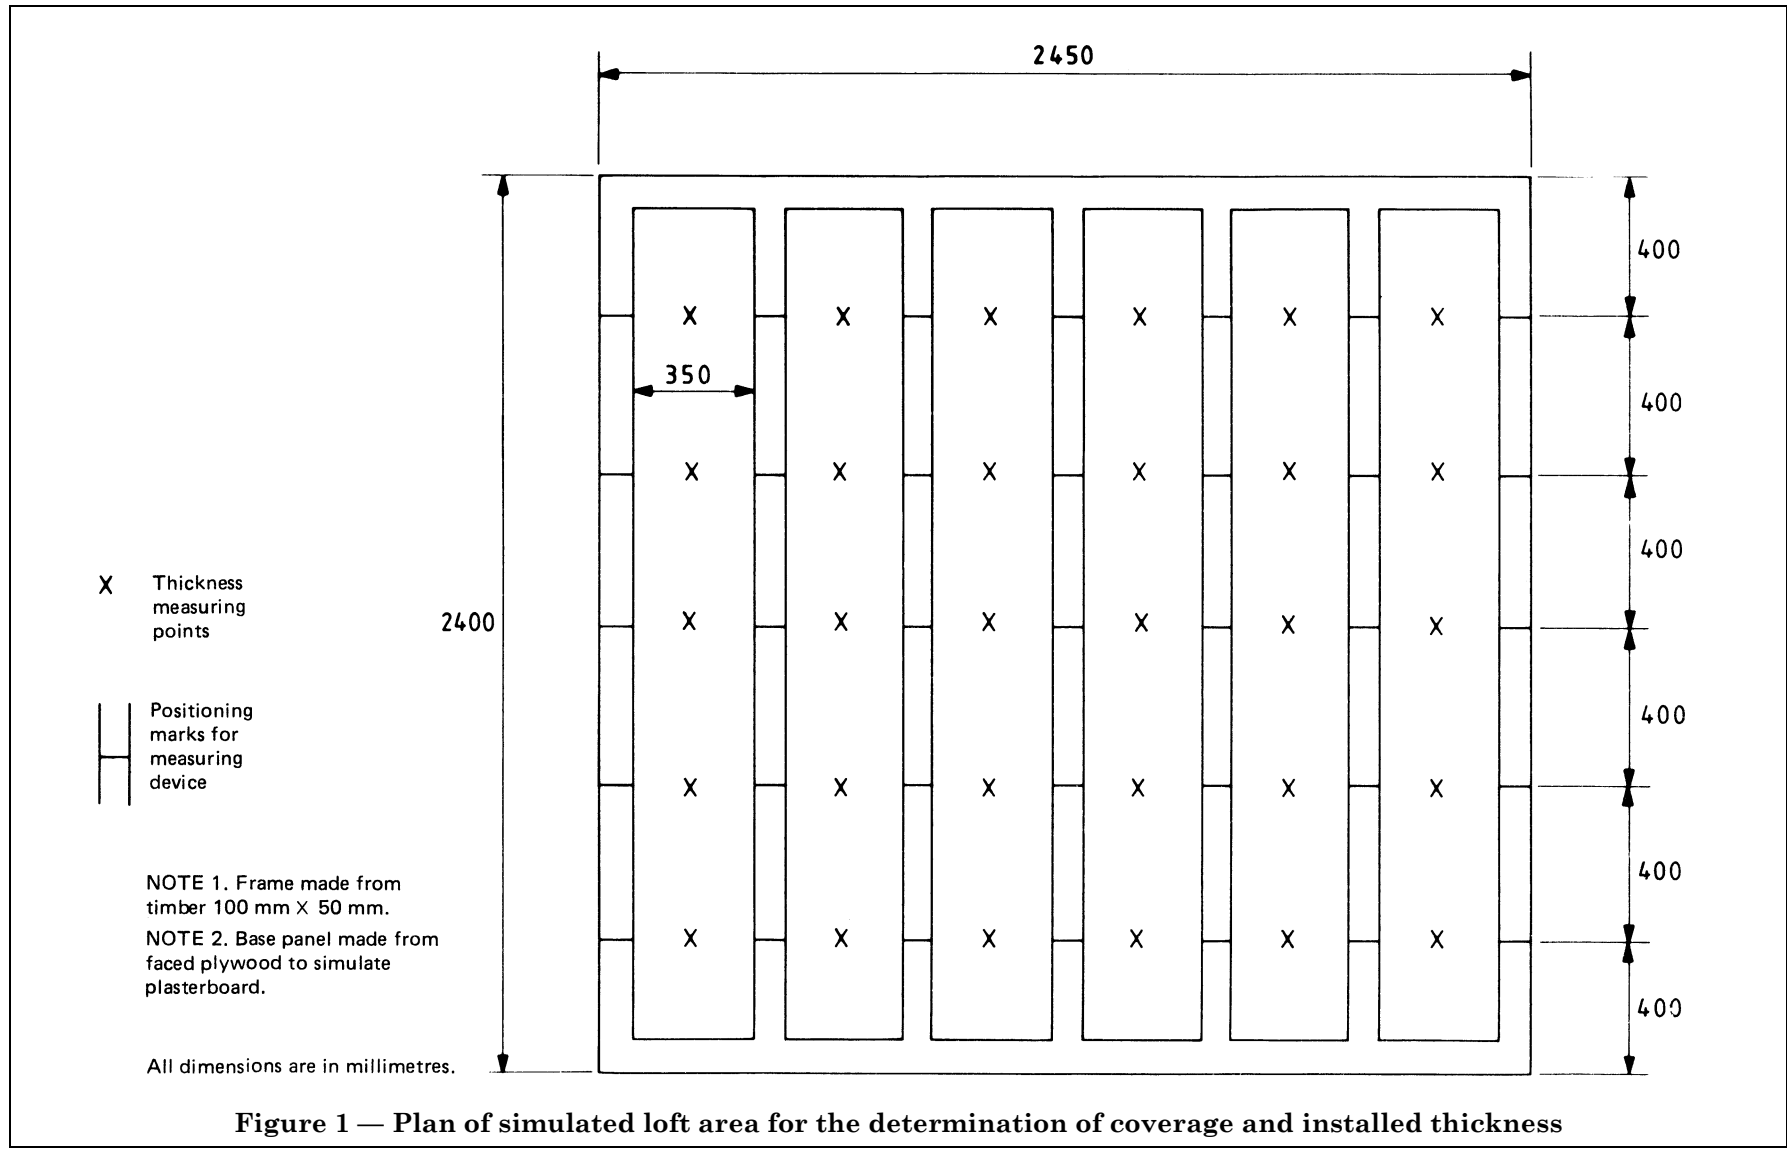 2450
400
350
400
400
X Thickness
measuring
points
2400
Positioning
marks for
measuring
device
400
400
NOTE 1. Frame made from
timber 100 mm X 50 mm.
NOTE 2. Base panel made from
faced plywood to simulate
plasterboard.
400
All dimensions are in millimetres.
Figure 1 — Plan of simulated loft area for the determination of coverage and installed thickness